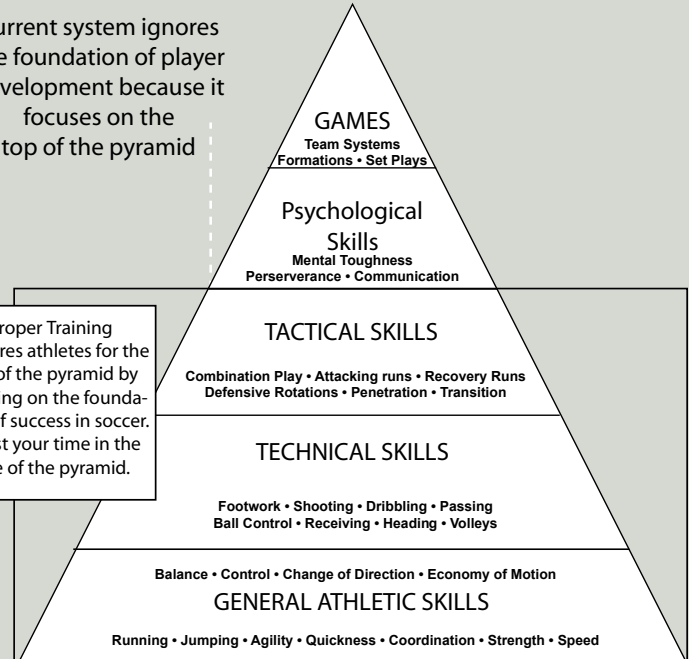 urrent system ignores
e foundation of player
velopment because it
focuses on the
top of the pyramid
GAMES
Team Systems
Formations • Set Plays
Psychological
Skills
Mental Toughness
Perserverance • Communication
roper Training
res athletes for the
of the pyramid by
ing on the founda-
f success in soccer.
st your time in the
e of the pyramid.
TACTICAL SKILLS
Combination Play • Attacking runs • Recovery Runs
Defensive Rotations • Penetration • Transition
TECHNICAL SKILLS
Footwork • Shooting • Dribbling • Passing
Ball Control • Receiving • Heading • Volleys
Balance • Control • Change of Direction • Economy of Motion
GENERAL ATHLETIC SKILLS
Running • Jumping • Agility • Quickness • Coordination • Strength • Speed